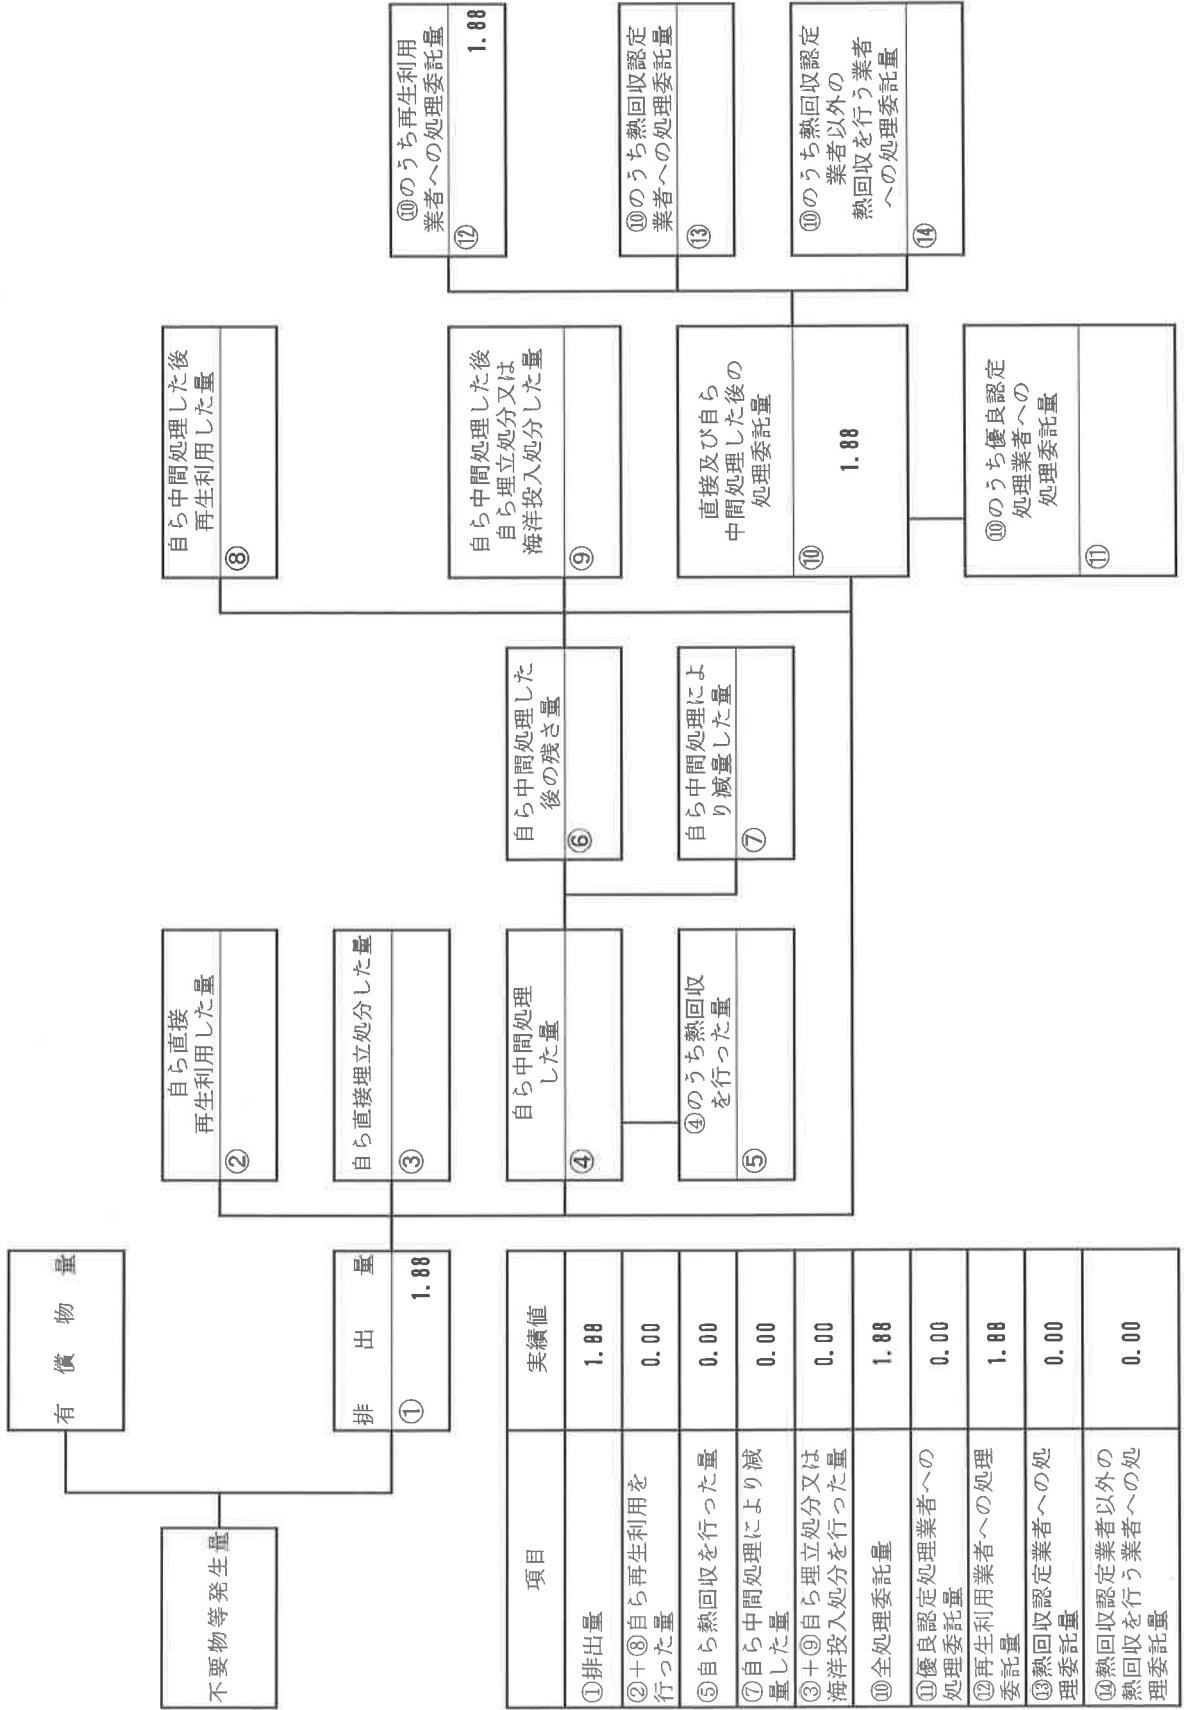 不要物等発生量
有償物量
排出量
①
1.88
自ら直接
再生利用した量
②
自ら直接埋立処分した量
③
自ら中間処理
した量
④
④のうち熱回収
を行った量
⑤
自ら中間処理した
後の残さ量
⑥
自ら中間処理によ
り減量した量
⑦
自ら中間処理した後
再生利用した量
⑧
自ら中間処理した後
自ら埋立処分又は
海洋投入処分した量
⑨
直接及び自ら
中間処理した後の
処理委託量
⑩
1.88
⑩のうち優良認定
処理業者への
処理委託量
⑪
⑩のうち再生利用
業者への処理委託量
⑫
1.88
⑩のうち熱回収認定
業者への処理委託量
⑬
⑩のうち熱回収認定
業者以外の
熱回収を行う業者
への処理委託量
⑭
項目 実績値
①排出量 1.88
②+⑧自ら再生利用を
行った量 0.00
⑤自ら熱回収を行った量 0.00
⑦自ら中間処理により減
量した量 0.00
③+⑨自ら埋立処分又は
海洋投入処分を行った量 0.00
⑩全処理委託量 1.88
⑪優良認定処理業者への
処理委託量 0.00
⑫再生利用業者への処理
委託量 1.88
⑬熱回収認定業者への処
理委託量 0.00
⑭熱回収認定業者以外の
熱回収を行う業者への処
理委託量 0.00